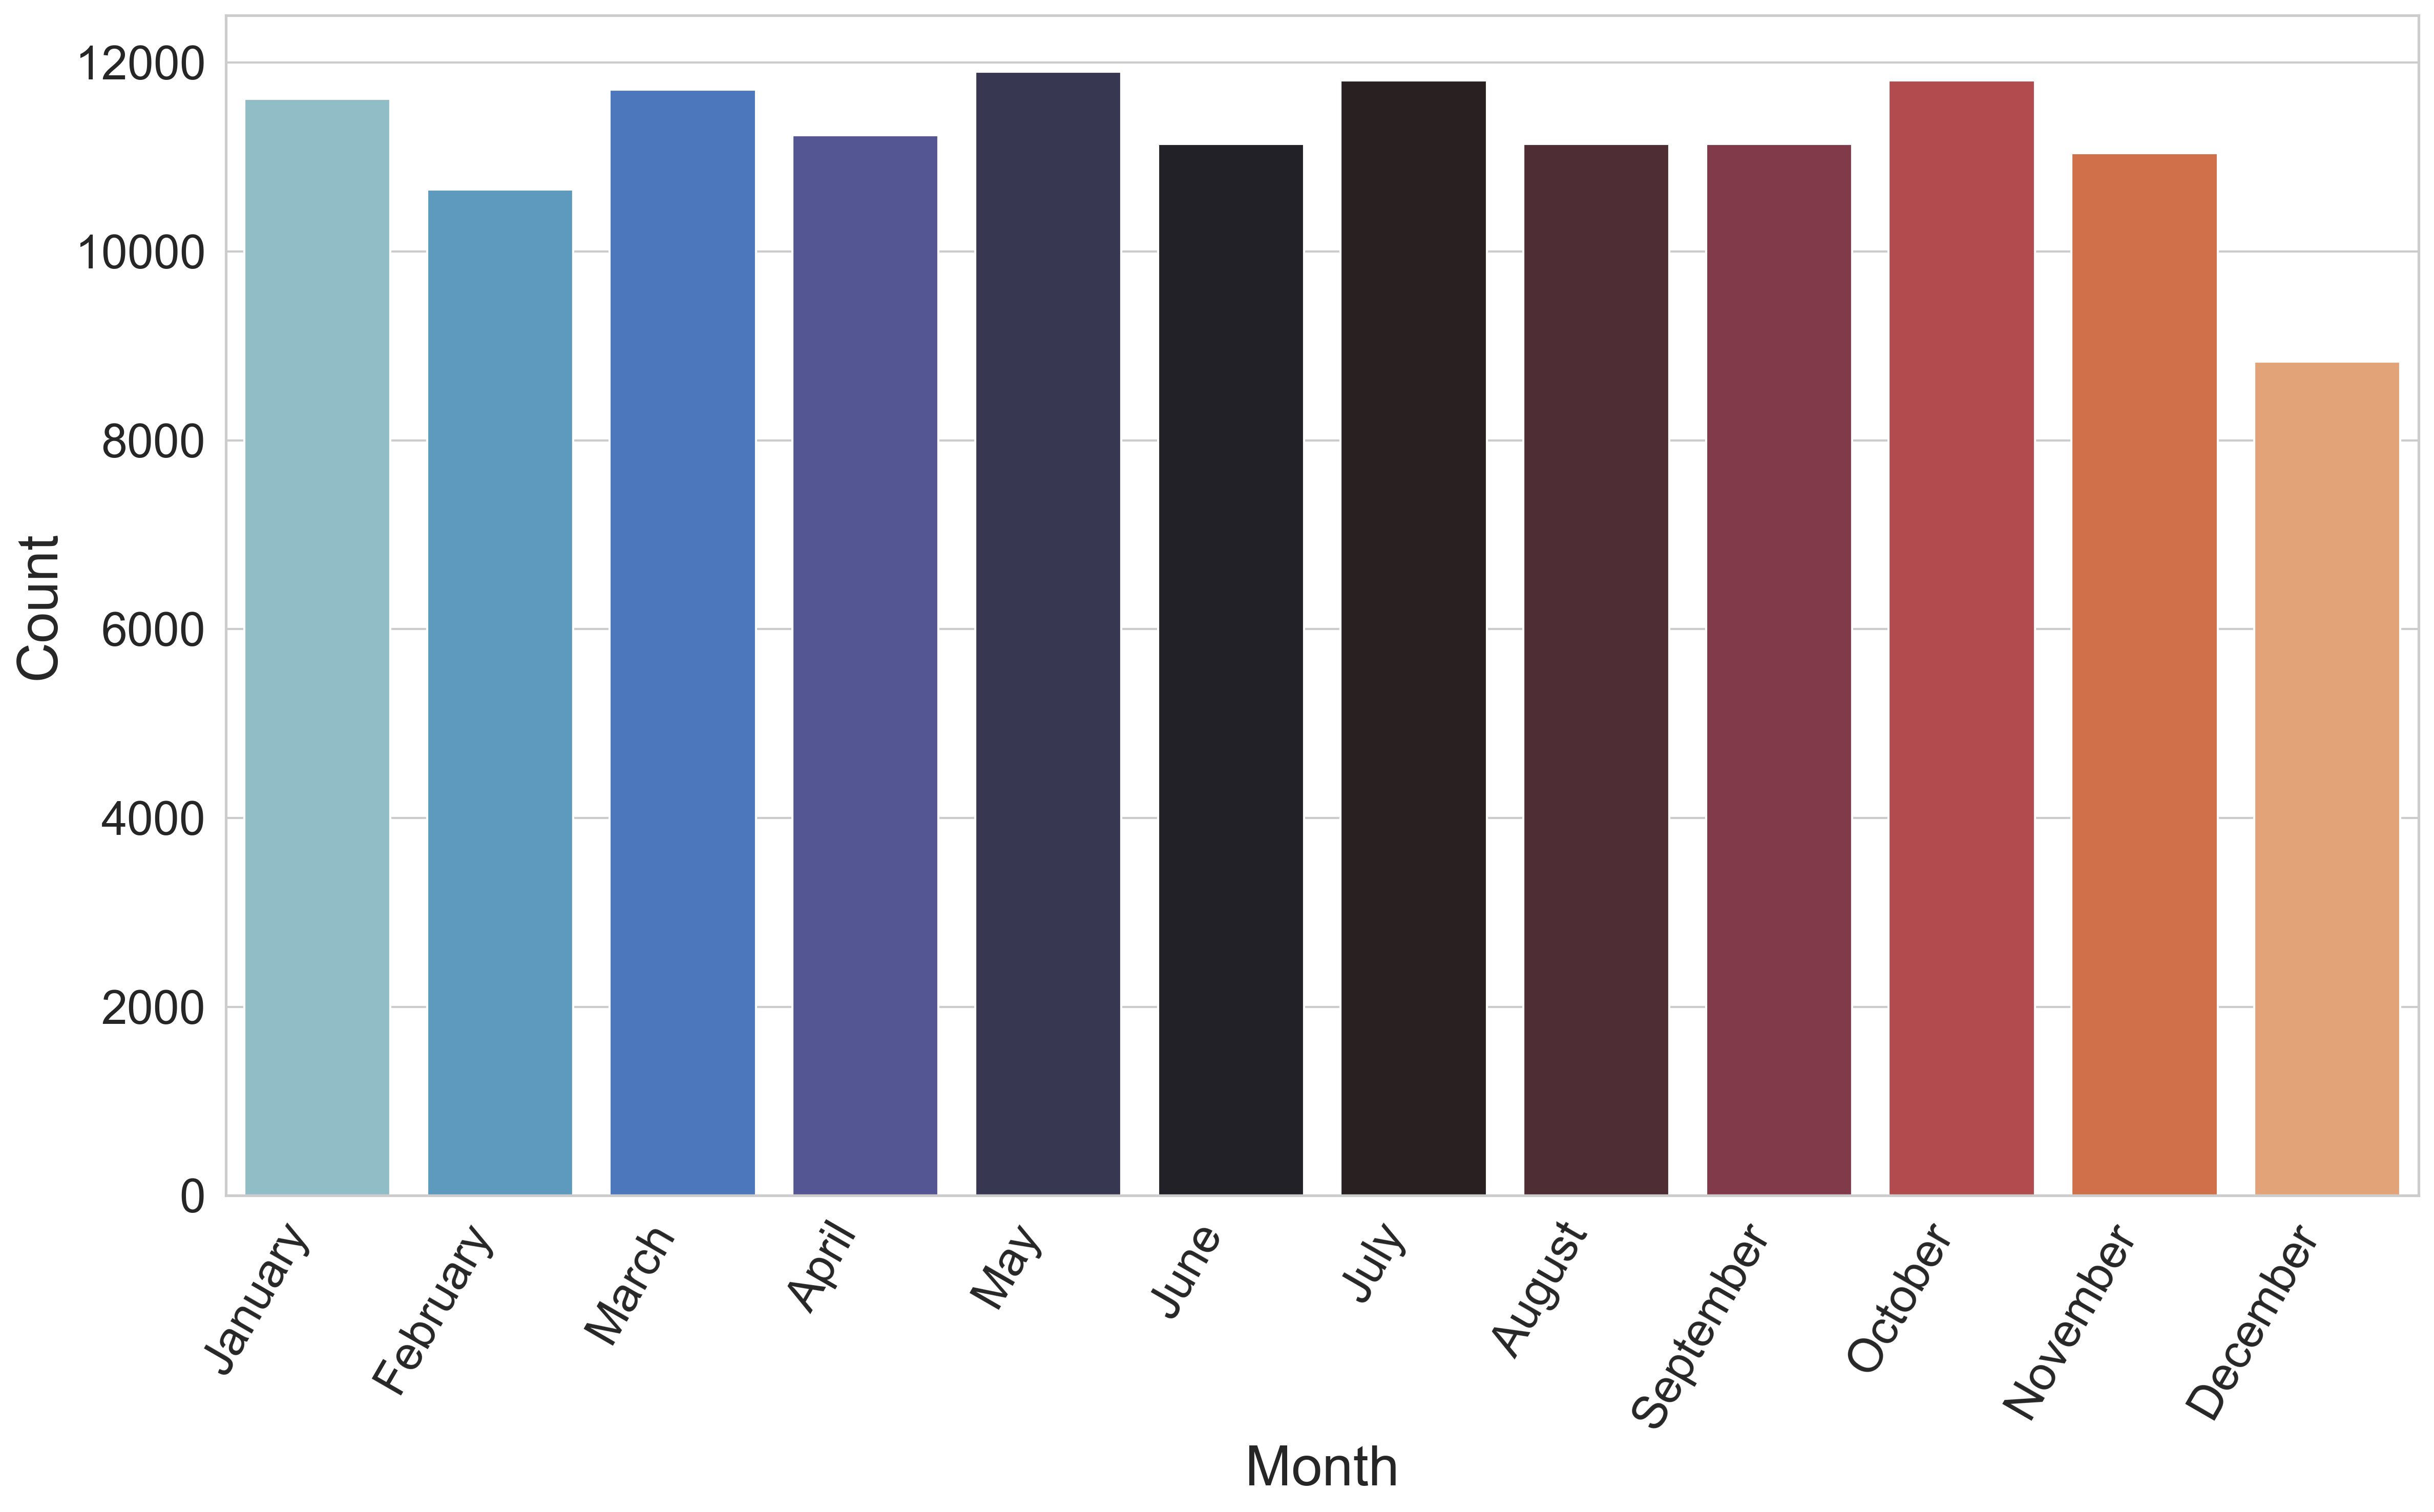 12000
10000
8000
6000
4000
2000
0
Count
January
February
March
April
May
June
July
August
September
October
November
December
Month